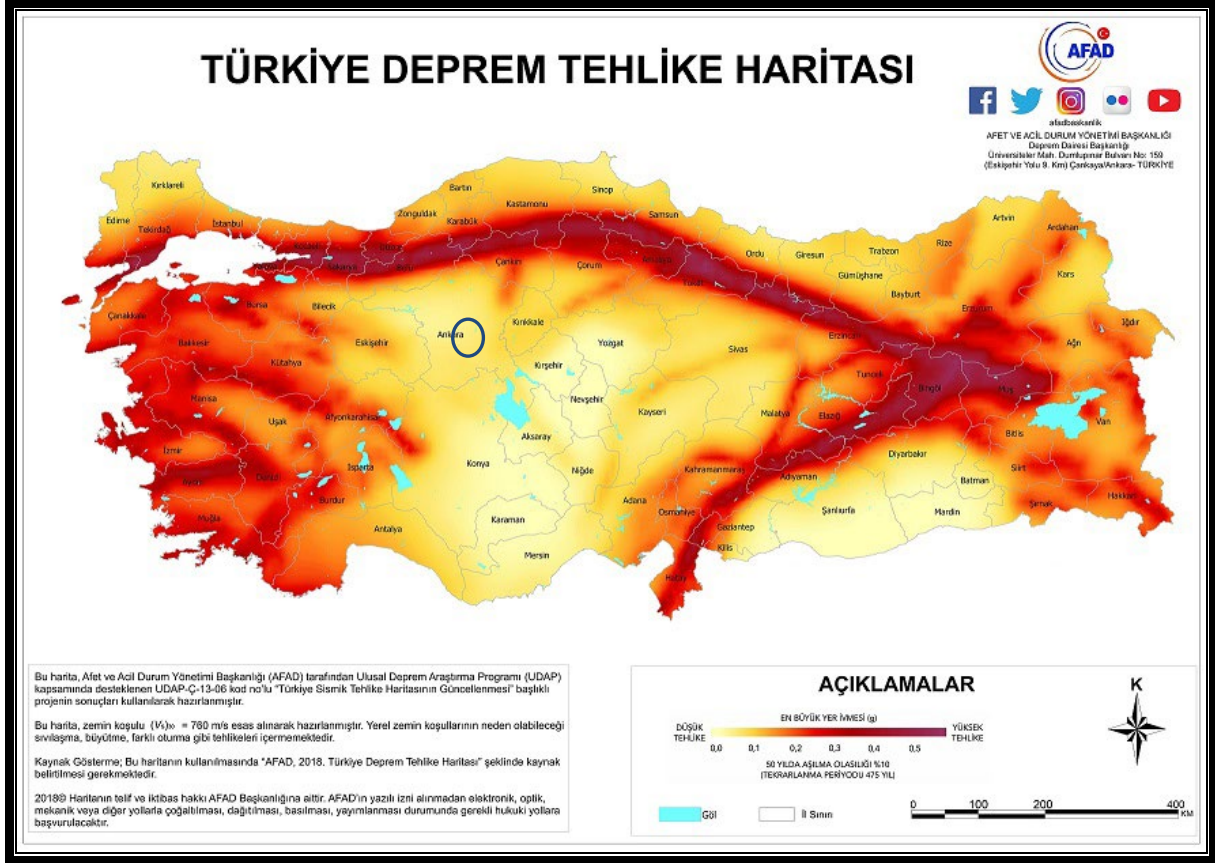 TÜRKİYE DEPREM TEHLİKE HARİTASI
AFAD
afadbaskanlik
AFET VE ACİL DURUM YÖNETİMİ BAŞKANLIĞI
Deprem Dairesi Başkanlığı
Üniversiteler Mah. Dumlupınar Bulvarı No: 159
(Eskişehir Yolu 9. Km) Çankaya/Ankara- TÜRKİYE
Kırklareli
Edirne
Tekirdağ
İstanbul
Kocaeli
Yalova
Sakarya
Düzce
Bolu
Zonguldak
Bartın
Karabük
Kastamonu
Sinop
Samsun
Çankırı
Çorum
Amasya
Tokat
Ordu
Giresun
Trabzon
Rize
Artvin
Ardahan
Gümüşhane
Bayburt
Kars
Erzurum
Iğdır
Ağrı
Çanakkale
Balıkesir
Bursa
Bilecik
Eskişehir
Kütahya
Ankara
Kırıkkale
Kırşehir
Yozgat
Sivas
Erzincan
Tunceli
Bingöl
Muş
Manisa
Uşak
Afyonkarahisar
Nevşehir
Kayseri
Malatya
Elazığ
Bitlis
Van
İzmir
Aydın
Denizli
Isparta
Burdur
Konya
Aksaray
Niğde
Kahramanmaraş
Adıyaman
Diyarbakır
Batman
Siirt
Hakkari
Muğla
Antalya
Karaman
Mersin
Adana
Osmaniye
Gaziantep
Kilis
Hatay
Şanlıurfa
Mardin
Şırnak
Bu harita, Afet ve Acil Durum Yönetimi Başkanlığı (AFAD) tarafından Ulusal Deprem Araştırma Programı (UDAP)
kapsamında desteklenen UDAP-Ç-13-06 kod no'lu "Türkiye Sismik Tehlike Haritasının Güncellenmesi" başlıklı
projenin sonuçları kullanılarak hazırlanmıştır.
Bu harita, zemin koşulu (Vs)30 = 760 m/s esas alınarak hazırlanmıştır. Yerel zemin koşullarının neden olabileceği
sıvılaşma, büyütme, farklı oturma gibi tehlikeleri içermemektedir.
Kaynak Gösterme; Bu haritanın kullanılmasında "AFAD, 2018. Türkiye Deprem Tehlike Haritası" şeklinde kaynak
belirtilmesi gerekmektedir.
2018© Haritanın telif ve iktibas hakkı AFAD Başkanlığına aittir. AFAD'ın yazılı izni alınmadan elektronik, optik,
mekanik veya diğer yollarla çoğaltılması, dağıtılması, basılması, yayımlanması durumunda gerekli hukuki yollara
başvurulacaktır.
AÇIKLAMALAR
EN BÜYÜK YER İVMESİ (g)
DÜŞÜK TEHLİKE
YÜKSEK TEHLİKE
0,0 0,1 0,2 0,3 0,4 0,5
50 YILDA AŞILMA OLASILIĞI %10
(TEKRARLANMA PERİYODU 475 YIL)
Göl
İl Sınırı
K
0 100 200 400
KM